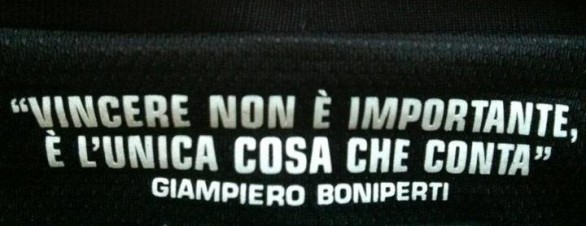 “VINCERE NON È IMPORTANTE,
È L'UNICA COSA CHE CONTA”
GIAMPIERO BONIPERTI